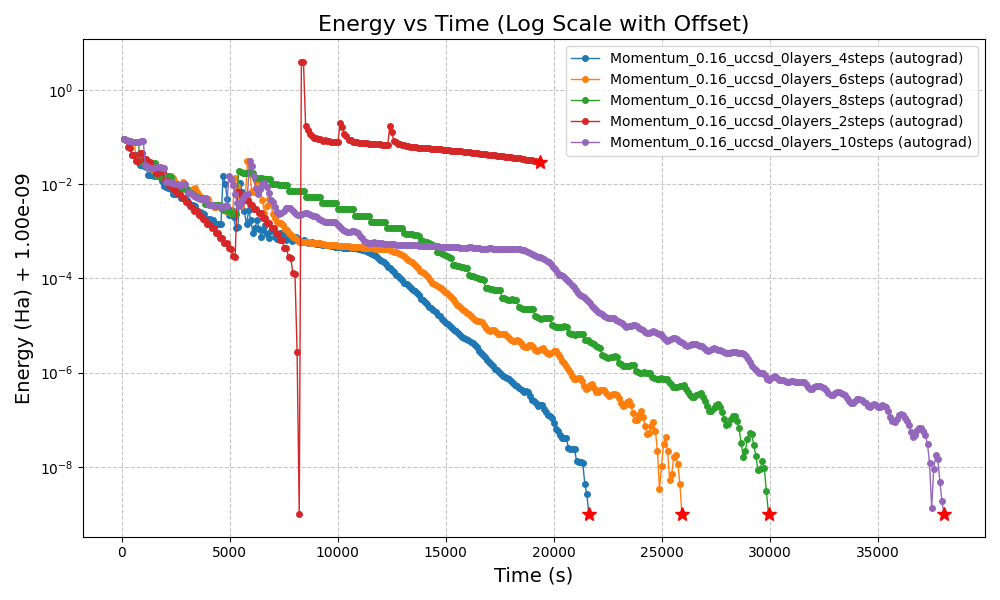 Energy vs Time (Log Scale with Offset)
Momentum_0.16_uccsd_0layers_4steps (autograd)
Momentum_0.16_uccsd_0layers_6steps (autograd)
Momentum_0.16_uccsd_0layers_8steps (autograd)
Momentum_0.16_uccsd_0layers_2steps (autograd)
Momentum_0.16_uccsd_0layers_10steps (autograd)
Energy (Ha) + 1.00e-09
10⁰
10⁻²
10⁻⁴
10⁻⁶
10⁻⁸
0 5000 10000 15000 20000 25000 30000 35000
Time (s)